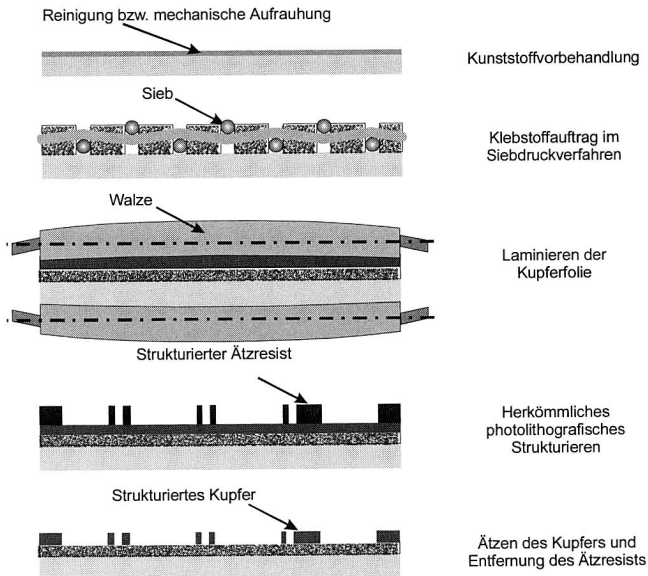 Reinigung bzw. mechanische Aufrauhung
Kunststoffvorbehandlung
Sieb
Klebstoffauftrag im
Siebdruckverfahren
Walze
Laminieren der
Kupferfolie
Strukturierter Ätzresist
Herkömmliches
photolithografisches
Strukturieren
Strukturiertes Kupfer
Ätzen des Kupfers und
Entfernung des Ätzresists